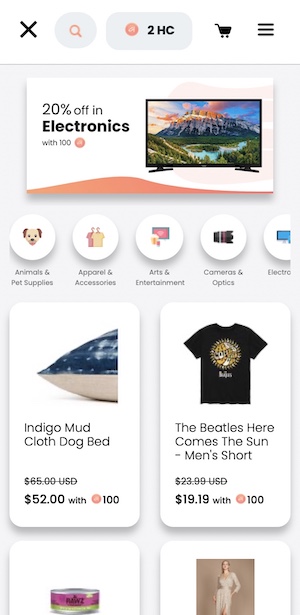 2 HC
20% off in
Electronics
with 100
Animals &
Pet Supplies
Apparel &
Accessories
Arts &
Entertainment
Cameras &
Optics
Electro
Indigo Mud
Cloth Dog Bed
$65.00 USD
$52.00 with 100
The Beatles Here
Comes The Sun
- Men's Short
$23.99 USD
$19.19 with 100
RAWZ